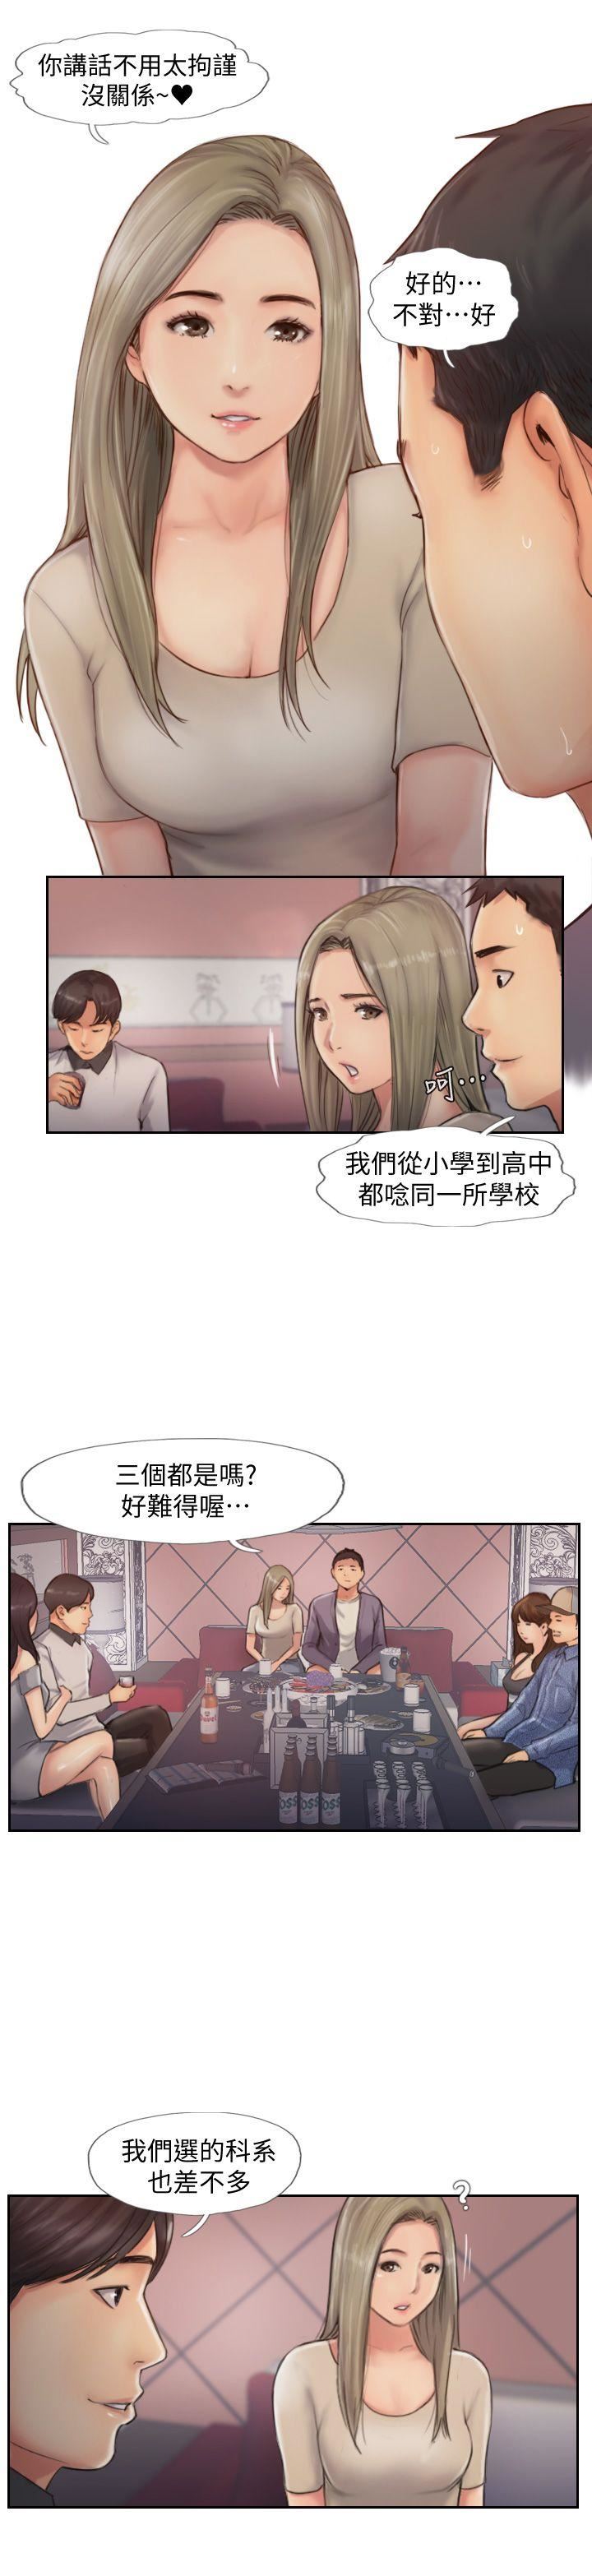 你講話不用太拘謹
沒關係~♥
好的⋯
不對⋯好
呵⋯
我們從小學到高中
都唸同一所學校
三個都是嗎?
好難得喔⋯
我們選的科系
也差不多
?